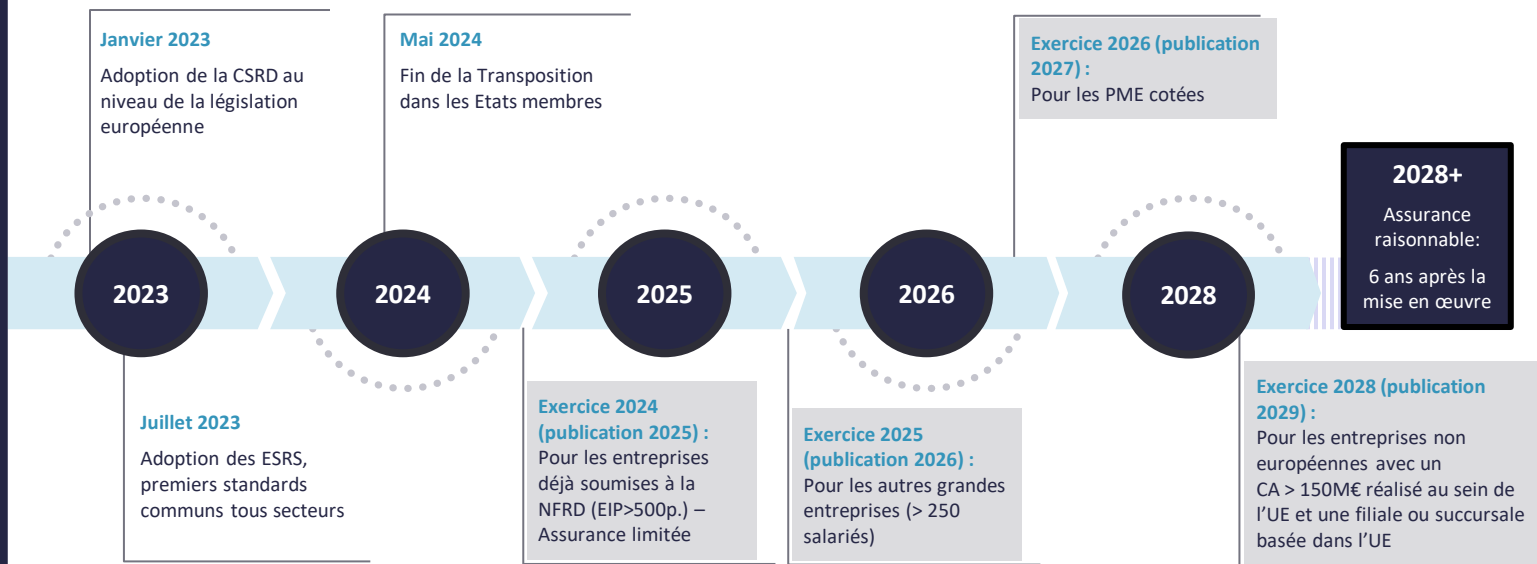 Janvier 2023
Adoption de la CSRD au
niveau de la législation
européenne
Mai 2024
Fin de la Transposition
dans les Etats membres
Exercice 2026 (publication
2027) :
Pour les PME cotées
2028+
Assurance
raisonnable:
6 ans après la
mise en œuvre
2023
2024
2025
2026
2028
Juillet 2023
Adoption des ESRS,
premiers standards
communs tous secteurs
Exercice 2024
(publication 2025) :
Pour les entreprises
déjà soumises à la
NFRD (EIP>500p.) –
Assurance limitée
Exercice 2025
(publication 2026) :
Pour les autres grandes
entreprises (> 250
salariés)
Exercice 2028 (publication
2029) :
Pour les entreprises non
européennes avec un
CA > 150M€ réalisé au sein de
l’UE et une filiale ou succursale
basée dans l’UE